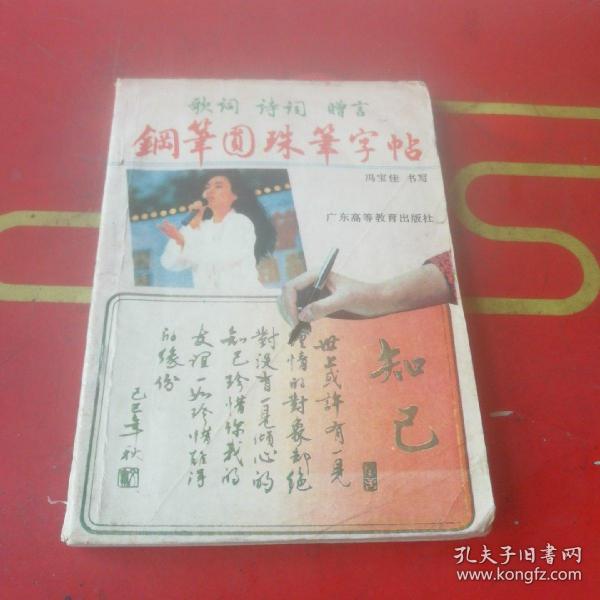 歌词 诗词 赠言
鋼筆圓珠筆字帖
冯宝佳 书写
广东高等教育出版社
知己
世上或许有一見
鍾情的對象却絕
對没有一見傾心的
知己珍惜你我的
友谊一如珍惜難得
的緣份
己巳年秋
孔夫子旧书网
www.kongfz.com